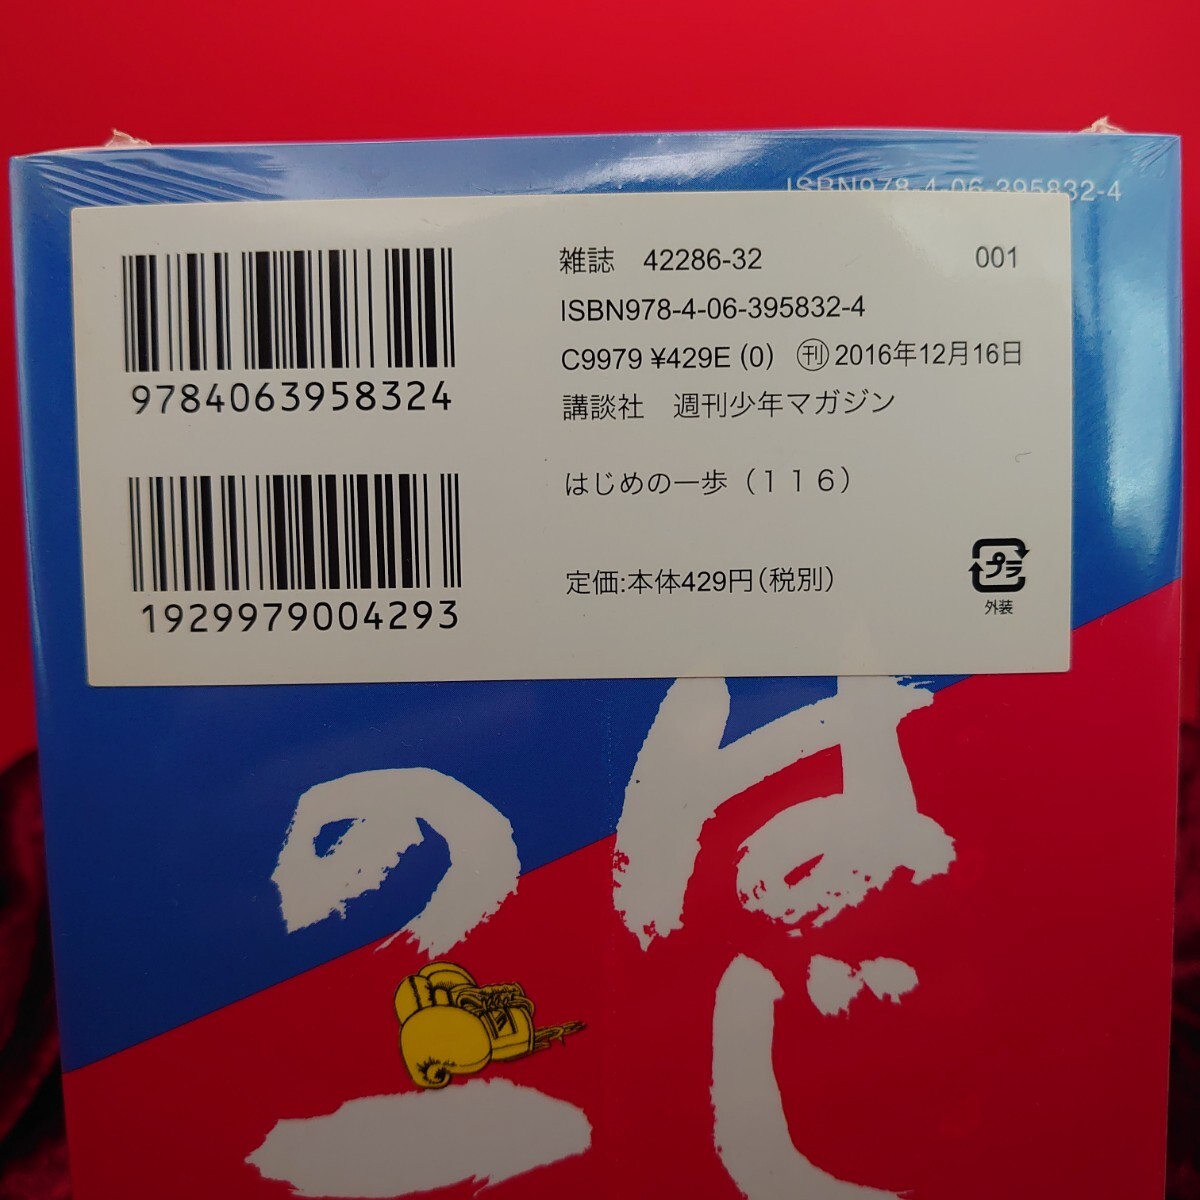 ISBN978-4-06-395832-4
9784063958324
1929979004293
雑誌　42286-32　001
ISBN978-4-06-395832-4
C9979 ¥429E (0)　㊞刊 2016年12月16日
講談社　週刊少年マガジン
はじめの一歩（１１６）
定価:本体429円（税別）
プラ
外装
はじ
めの一